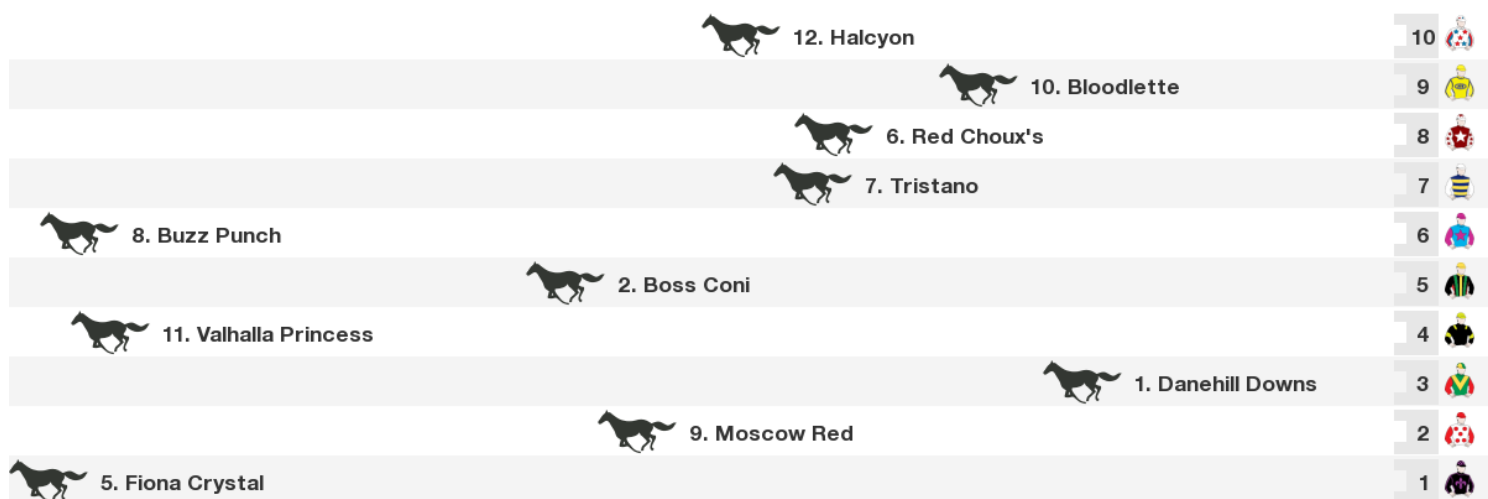 12. Halcyon 10
10. Bloodlette 9
6. Red Choux's 8
7. Tristano 7
8. Buzz Punch 6
2. Boss Coni 5
11. Valhalla Princess 4
1. Danehill Downs 3
9. Moscow Red 2
5. Fiona Crystal 1